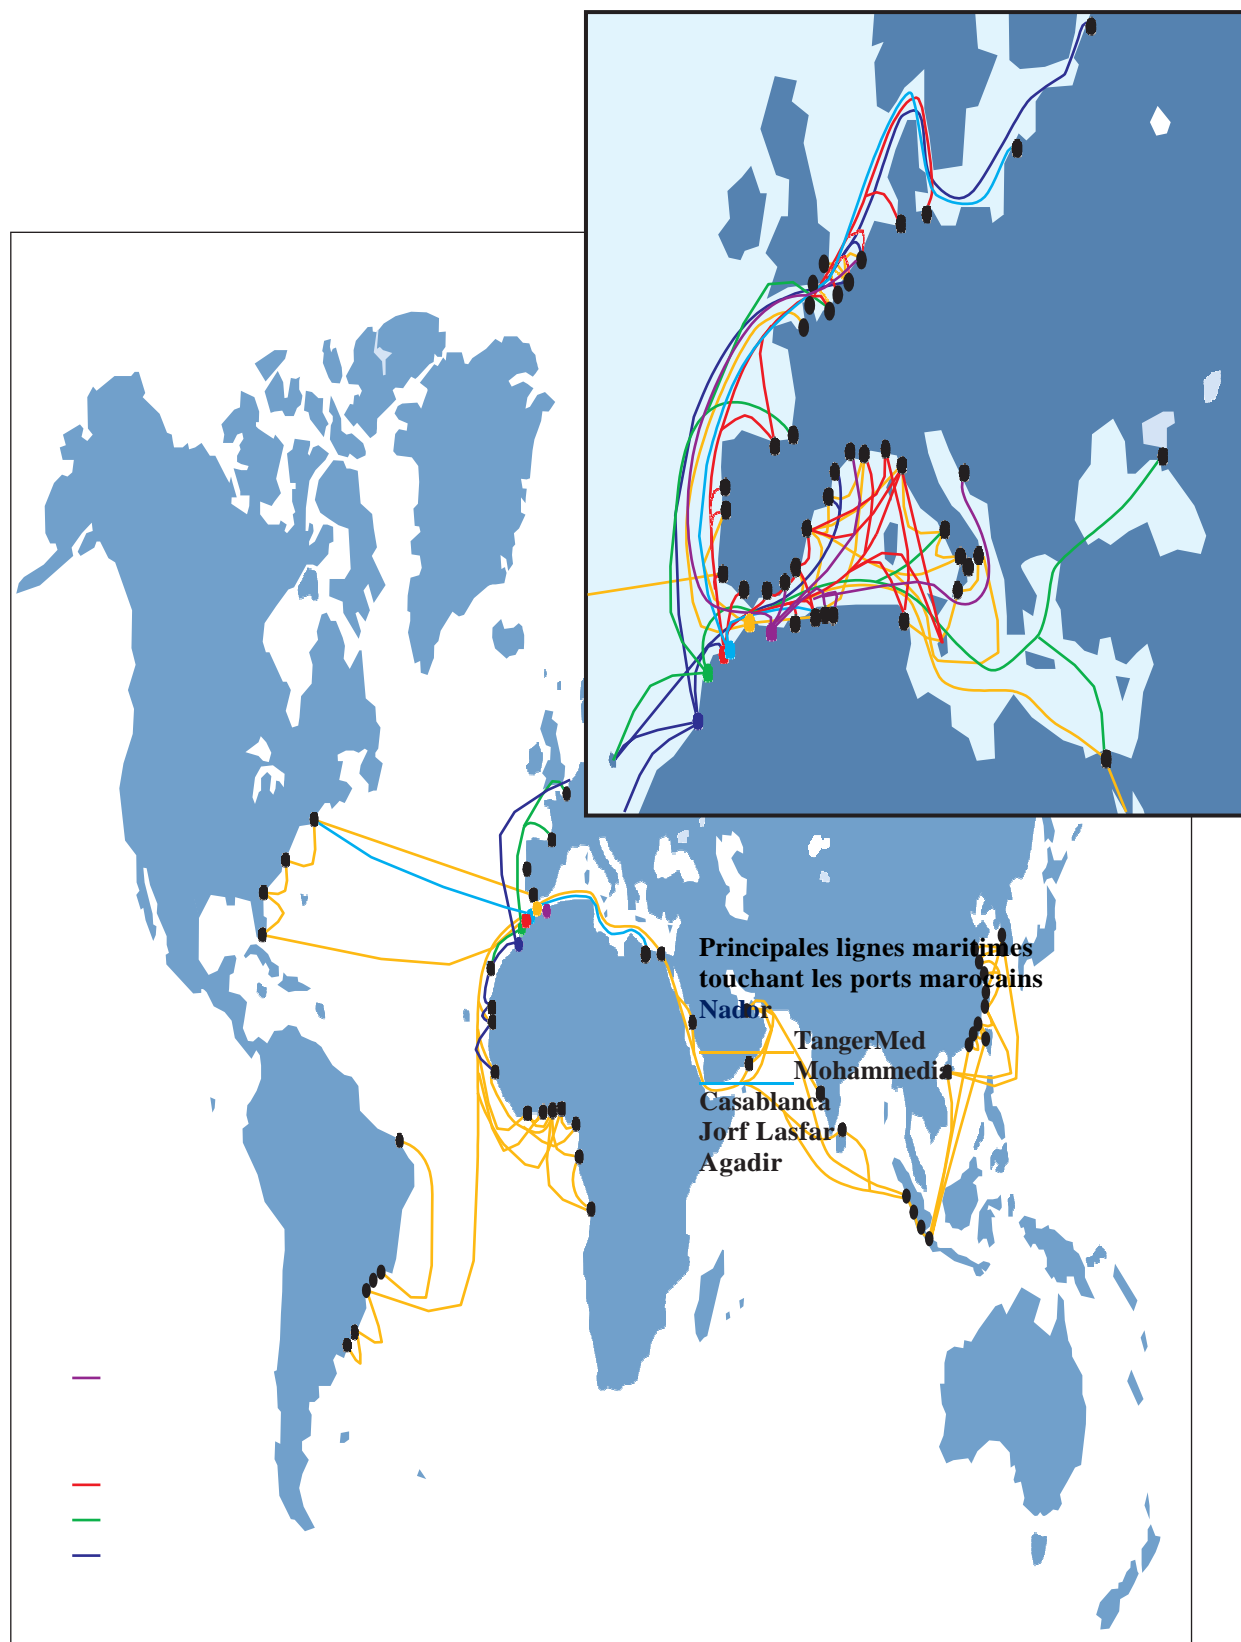 Principales lignes maritimes
touchant les ports marocains
Nador
TangerMed
Mohammedia
Casablanca
Jorf Lasfar
Agadir